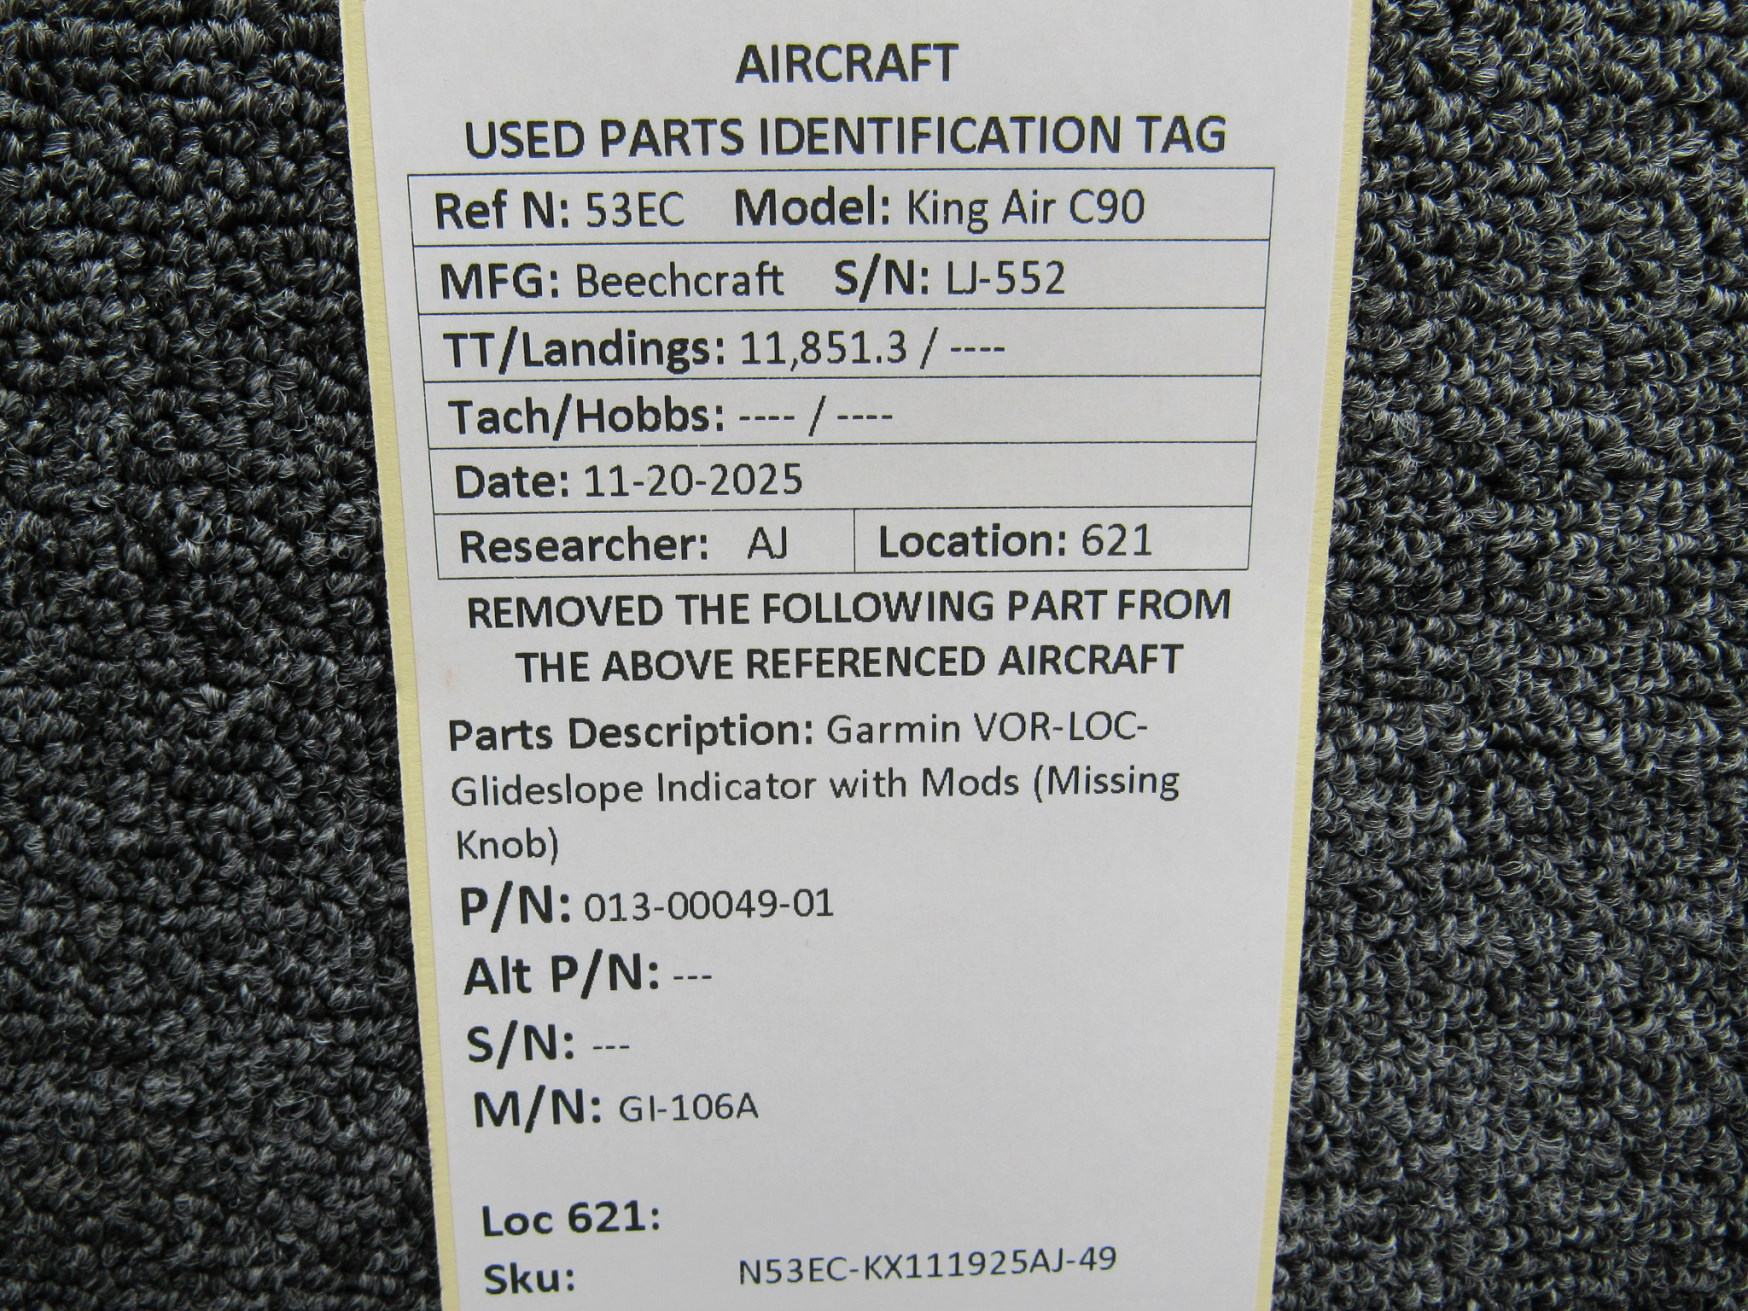 AIRCRAFT
USED PARTS IDENTIFICATION TAG
Ref N: 53EC Model: King Air C90
MFG: Beechcraft S/N: LJ-552
TT/Landings: 11,851.3 / ----
Tach/Hobbs: ---- / ----
Date: 11-20-2025
Researcher: AJ Location: 621
REMOVED THE FOLLOWING PART FROM
THE ABOVE REFERENCED AIRCRAFT
Parts Description: Garmin VOR-LOC-
Glideslope Indicator with Mods (Missing
Knob)
P/N: 013-00049-01
Alt P/N: ---
S/N: ---
M/N: GI-106A
Loc 621:
Sku: N53EC-KX111925AJ-49